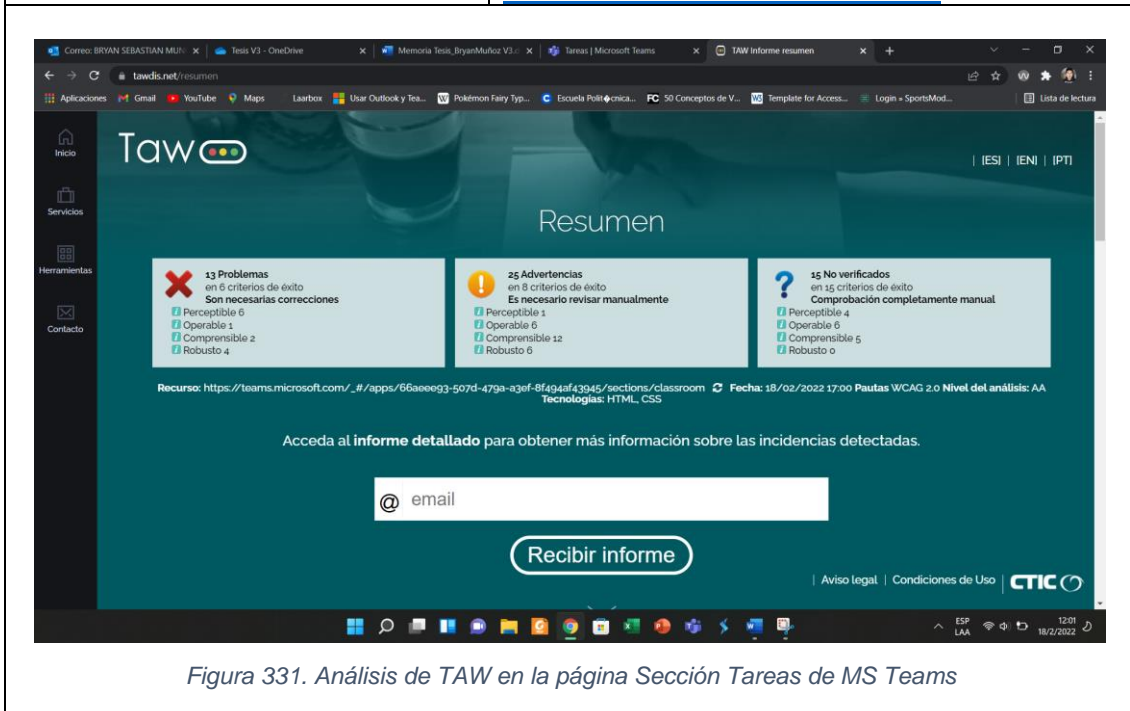 Correo: BRYAN SEBASTIAN MUÑ
Tesis V3 - OneDrive
Memoria Tesis_BryanMuñoz V3.
Tareas | Microsoft Teams
TAW Informe resumen
tawdis.net/resumen
Aplicaciones
Gmail
YouTube
Maps
Laarbox
Usar Outlook y Tea...
Pokémon Fairy Typ...
Escuela Polit�cnica...
50 Conceptos de V...
Template for Access...
Login » SportsMod...
Lista de lectura
Inicio
Servicios
Herramientas
Contacto
Taw
| [ES] | [EN] | [PT]
Resumen
13 Problemas
en 6 criterios de éxito
Son necesarias correcciones
Perceptible 6
Operable 1
Comprensible 2
Robusto 4
25 Advertencias
en 8 criterios de éxito
Es necesario revisar manualmente
Perceptible 1
Operable 6
Comprensible 12
Robusto 6
15 No verificados
en 15 criterios de éxito
Comprobación completamente manual
Perceptible 4
Operable 6
Comprensible 5
Robusto 0
Recurso: https://teams.microsoft.com/_#/apps/66aeee93-507d-479a-a3ef-8f494af43945/sections/classroom Fecha: 18/02/2022 17:00 Pautas WCAG 2.0 Nivel del análisis: AA
Tecnologías: HTML, CSS
Acceda al informe detallado para obtener más información sobre las incidencias detectadas.
@ email
Recibir informe
| Aviso legal | Condiciones de Uso | CTIC
ESP
LAA
12:01
18/2/2022
Figura 331. Análisis de TAW en la página Sección Tareas de MS Teams